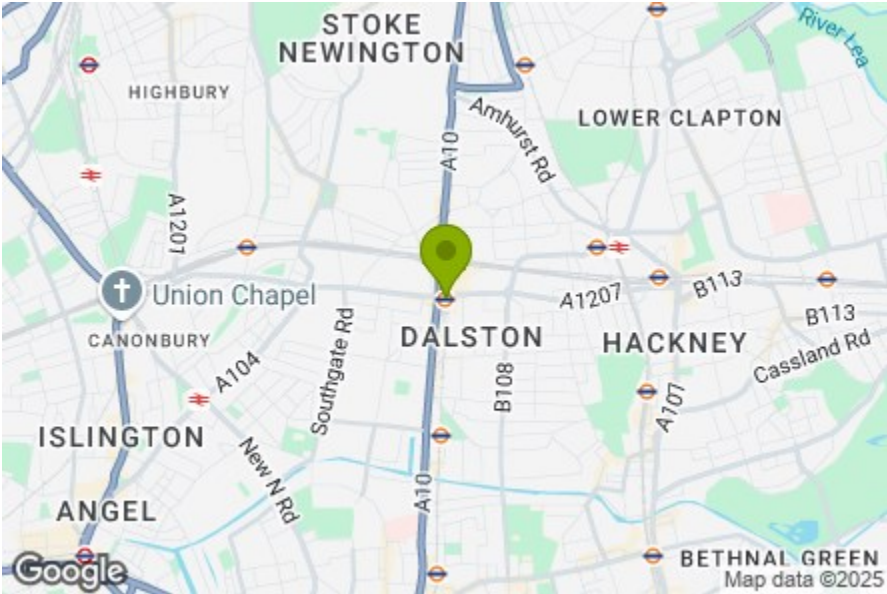 STOKE
NEWINGTON
River Lea
HIGHBURY
Amhurst Rd
LOWER CLAPTON
A10
A1201
Union Chapel
A1207
B113
B113
CANONBURY
DALSTON
HACKNEY
Cassland Rd
A104
Southgate Rd
B108
A107
ISLINGTON
New N Rd
A10
ANGEL
BETHNAL GREEN
Google
Map data ©2025